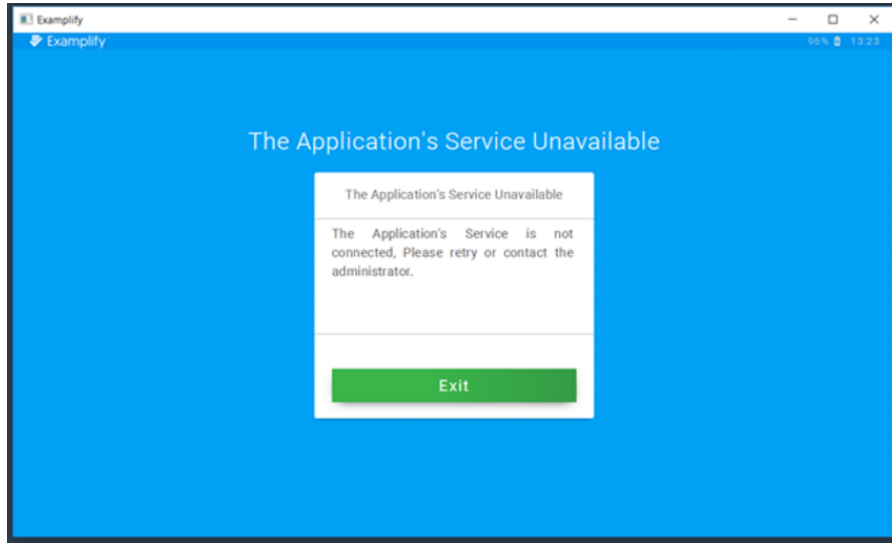 Examplify
Examplify
96% 13:23
The Application's Service Unavailable
The Application's Service Unavailable
The Application's Service is not
connected, Please retry or contact the
administrator.
Exit